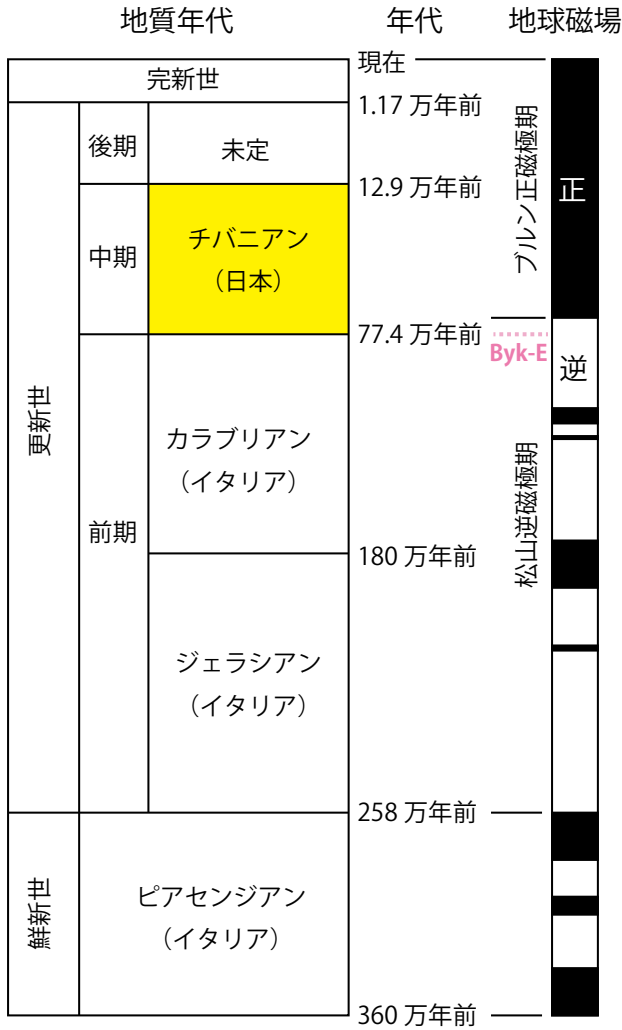 地質年代
年代
地球磁場
現在
完新世
1.17 万年前
後期
未定
12.9 万年前
ブルン正磁極期
正
中期
チバニアン
（日本）
77.4 万年前
Byk-E
逆
更新世
前期
カラブリアン
（イタリア）
松山逆磁極期
180 万年前
ジェラシアン
（イタリア）
258 万年前
鮮新世
ピアセンジアン
（イタリア）
360 万年前